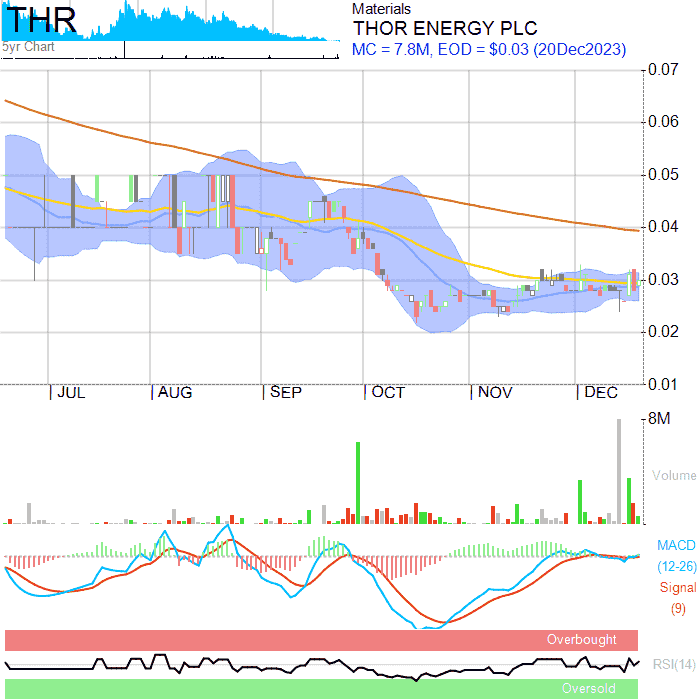 THR
5yr Chart
Materials
THOR ENERGY PLC
MC = 7.8M, EOD = $0.03 (20Dec2023)
0.07
0.06
0.05
0.04
0.03
0.02
0.01
JUL AUG SEP OCT NOV DEC
8M
Volume
MACD
(12-26)
Signal
(9)
Overbought
RSI(14)
Oversold